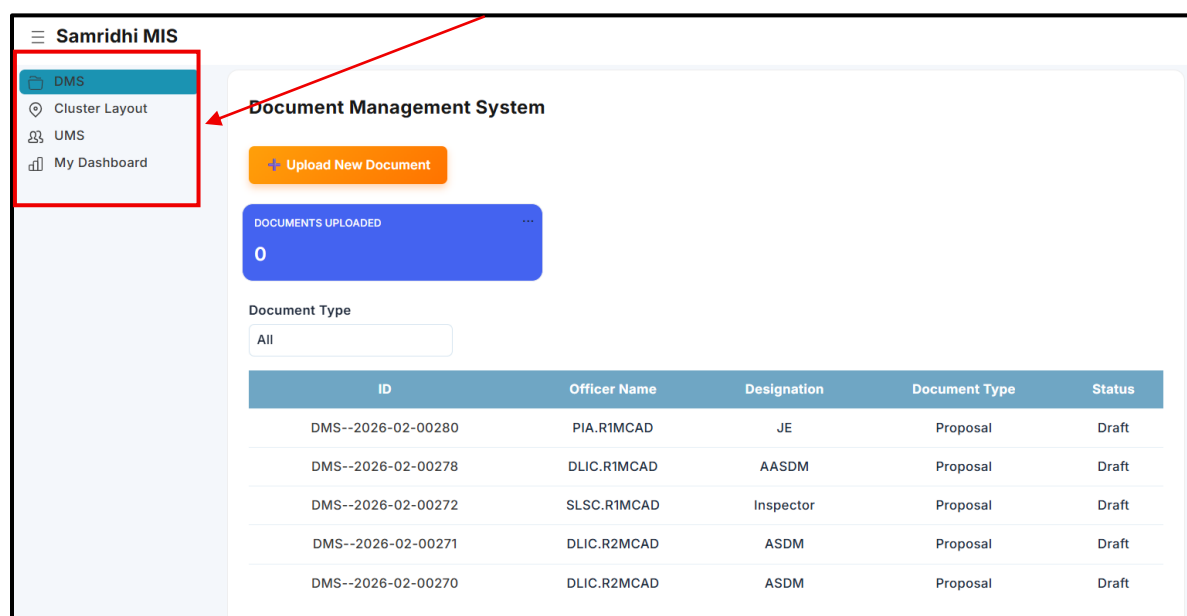 Samridhi MIS
DMS
Cluster Layout
UMS
My Dashboard
Document Management System
Upload New Document
DOCUMENTS UPLOADED
0
Document Type
All
ID Officer Name Designation Document Type Status
DMS--2026-02-00280 PIA.R1MCAD JE Proposal Draft
DMS--2026-02-00278 DLIC.R1MCAD AASDM Proposal Draft
DMS--2026-02-00272 SLSC.R1MCAD Inspector Proposal Draft
DMS--2026-02-00271 DLIC.R2MCAD ASDM Proposal Draft
DMS--2026-02-00270 DLIC.R2MCAD ASDM Proposal Draft